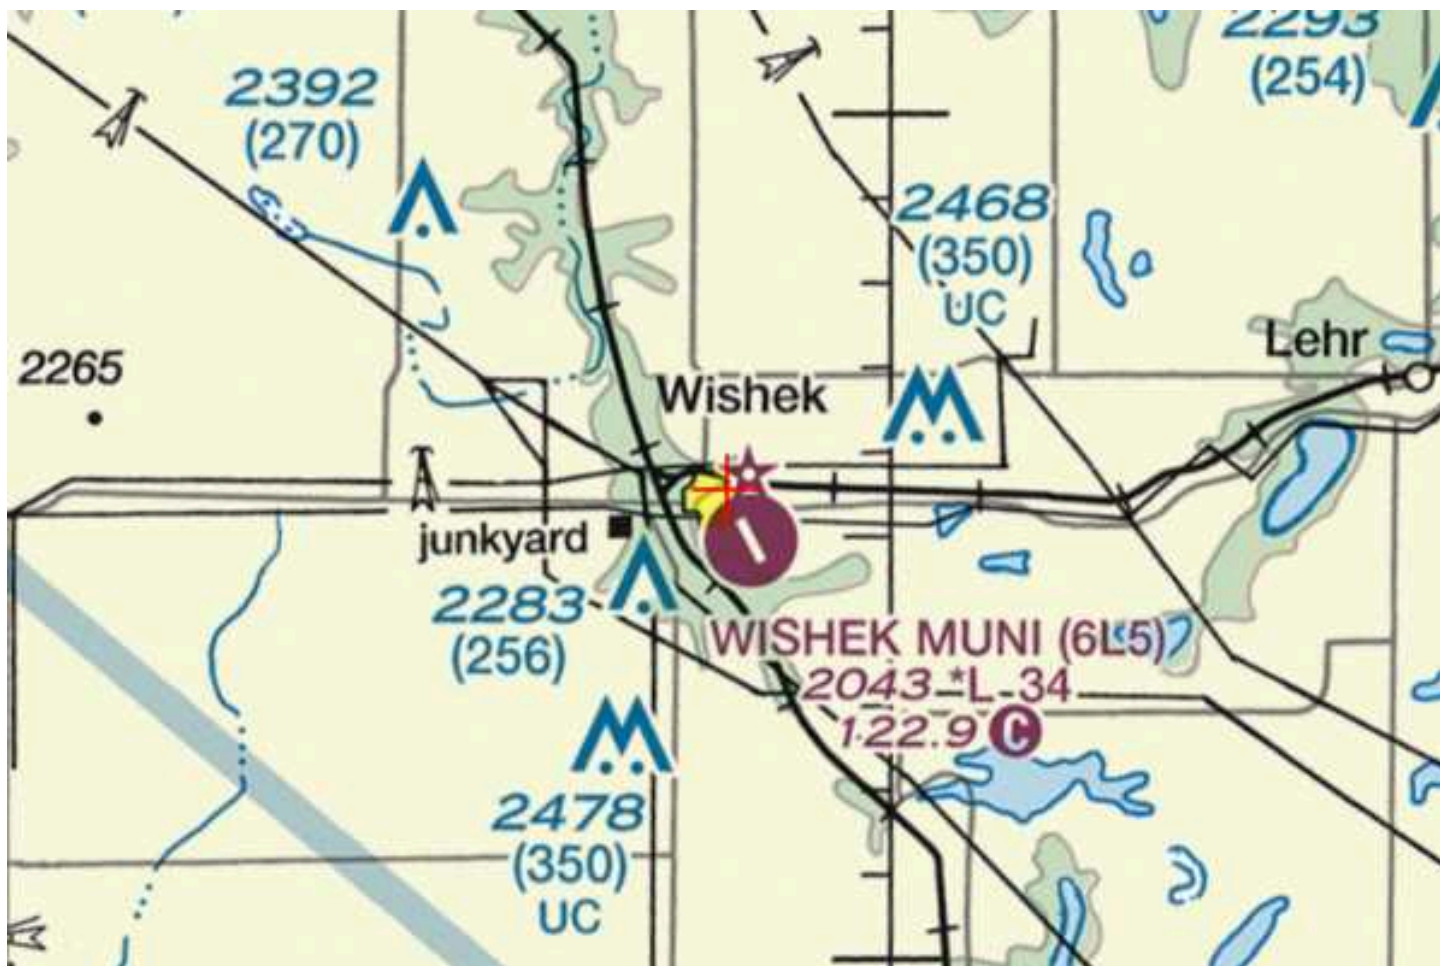 2293
(254)
2392
(270)
2468
(350)
UC
Lehr
2265
Wishek
junkyard
2283
(256)
WISHEK MUNI (6L5)
2043 *L 34
122.9 C
2478
(350)
UC